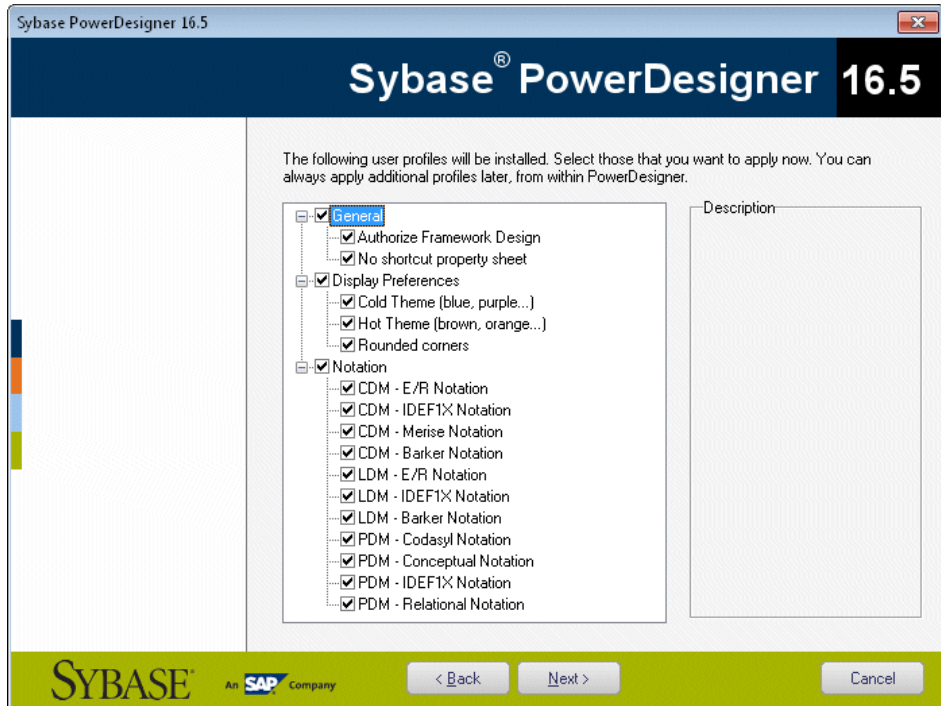 Sybase PowerDesigner 16.5
Sybase® PowerDesigner 16.5
The following user profiles will be installed. Select those that you want to apply now. You can
always apply additional profiles later, from within PowerDesigner.
General
Authorize Framework Design
No shortcut property sheet
Display Preferences
Cold Theme (blue, purple...)
Hot Theme (brown, orange...)
Rounded corners
Notation
CDM - E/R Notation
CDM - IDEF1X Notation
CDM - Merise Notation
CDM - Barker Notation
LDM - E/R Notation
LDM - IDEF1X Notation
LDM - Barker Notation
PDM - Codasyl Notation
PDM - Conceptual Notation
PDM - IDEF1X Notation
PDM - Relational Notation
Description
SYBASE An SAP Company
< Back
Next >
Cancel